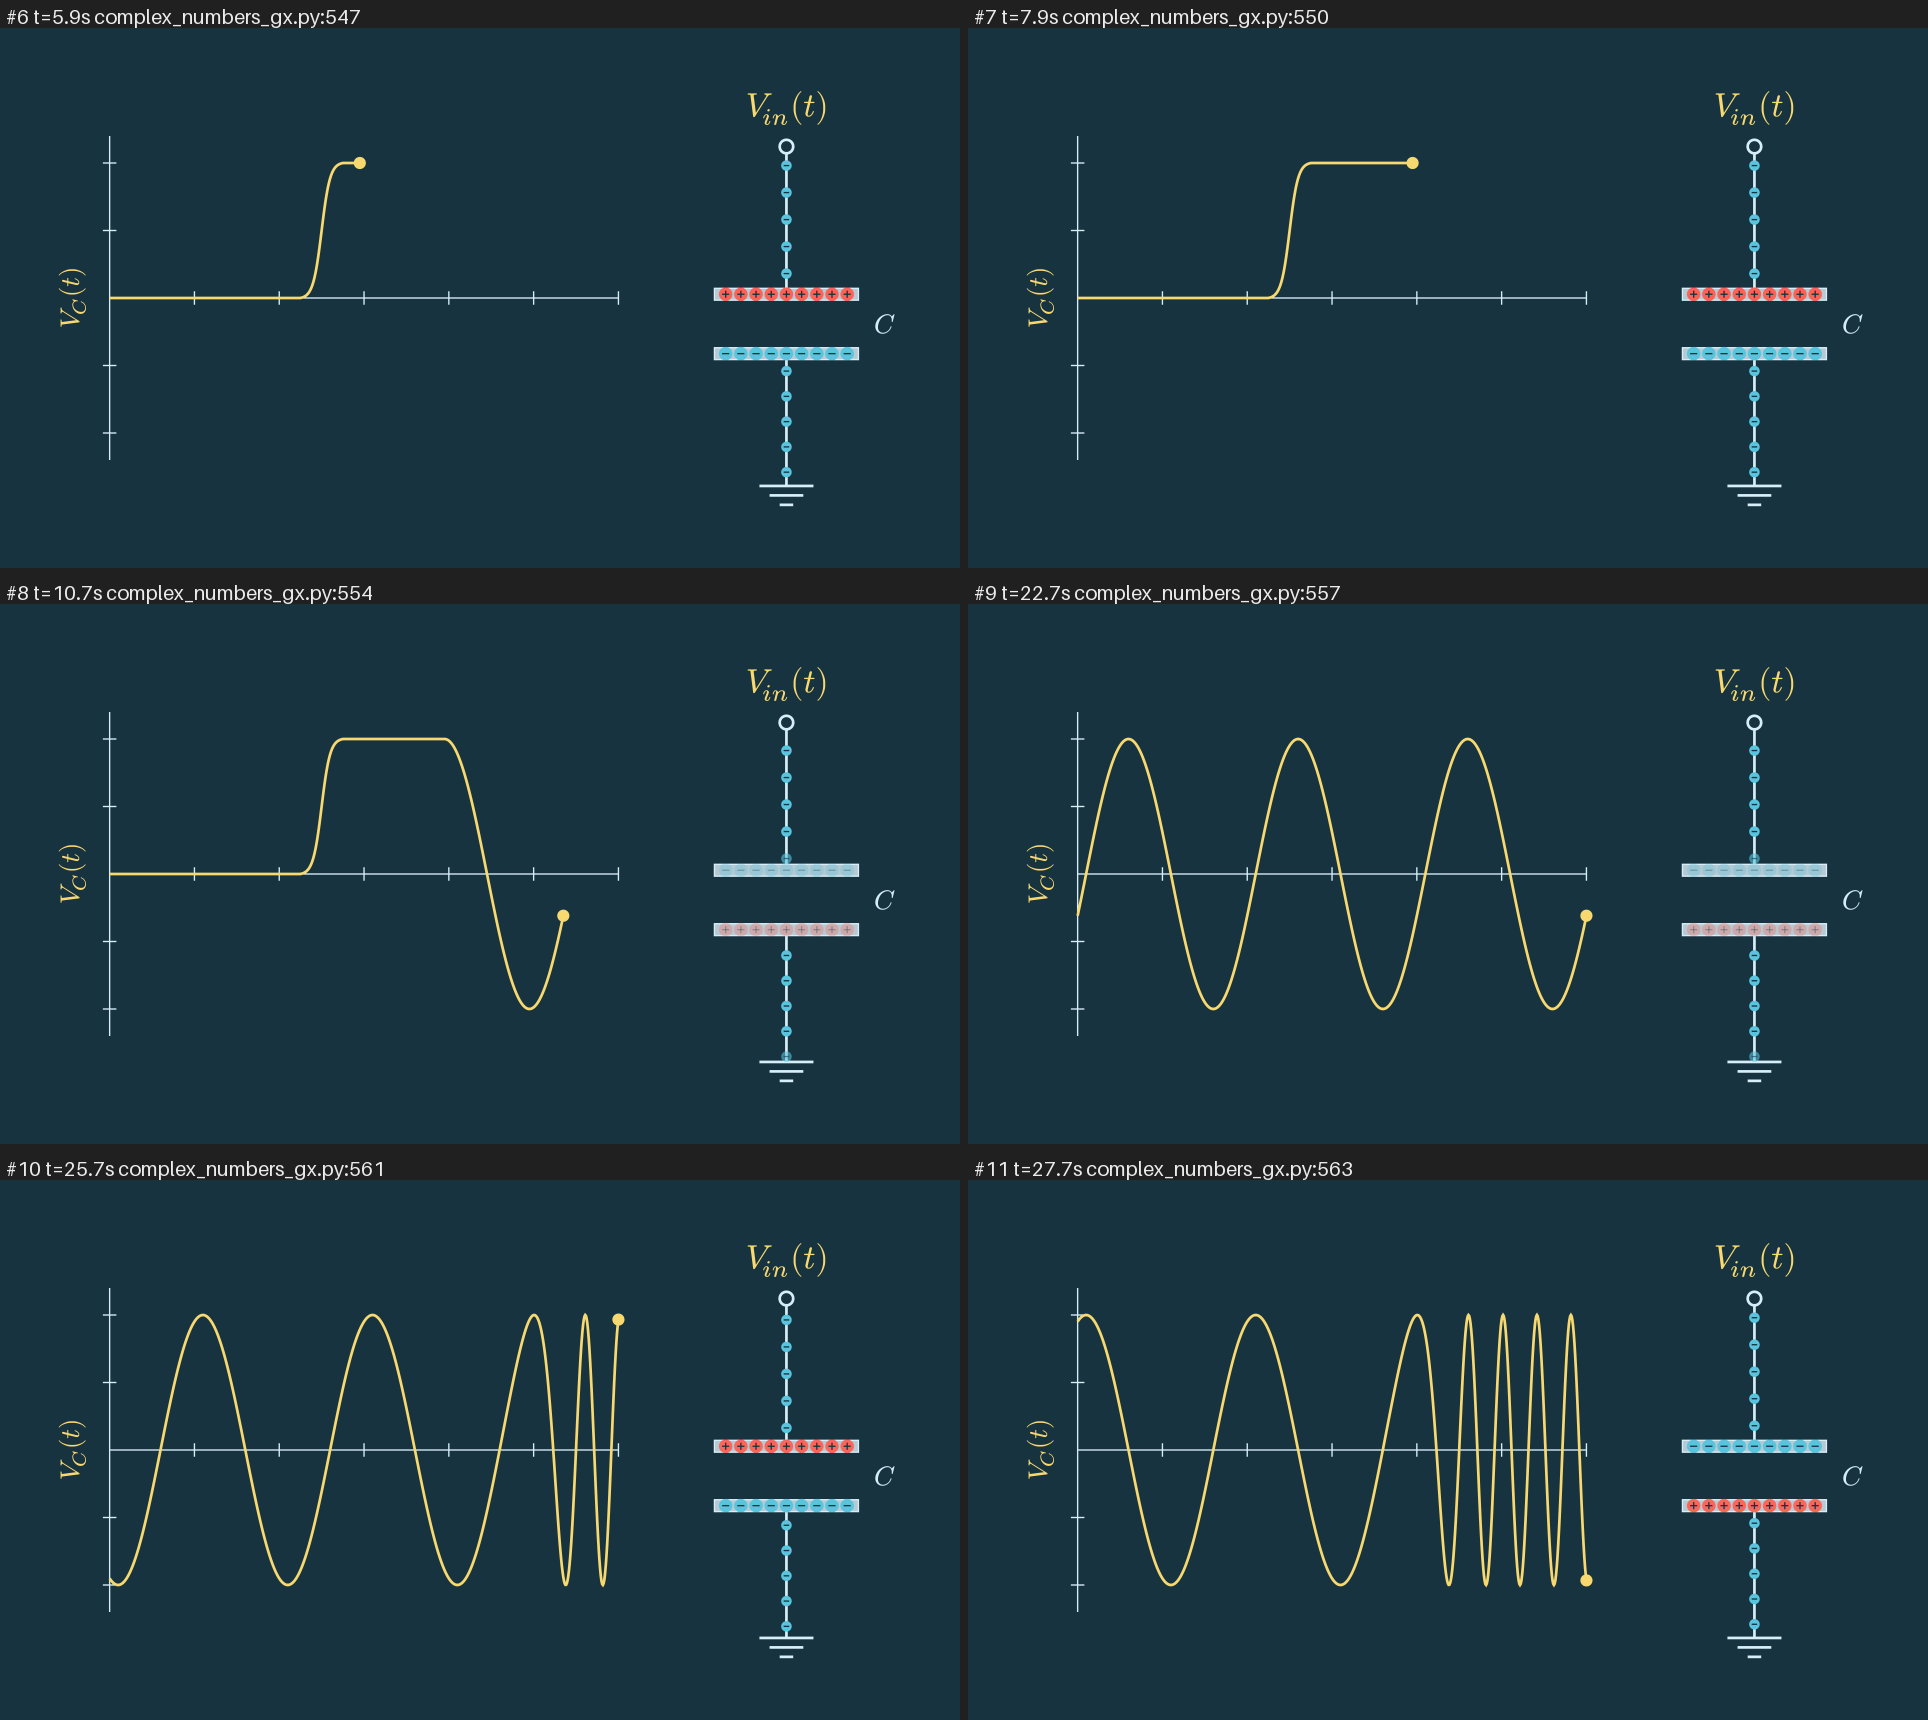 #6 t=5.9s complex_numbers_gx.py:547
V_in(t)
V_C(t)
+ + + + + + + + +
C
− − − − − − − − −
#7 t=7.9s complex_numbers_gx.py:550
V_in(t)
V_C(t)
+ + + + + + + + +
C
− − − − − − − − −
#8 t=10.7s complex_numbers_gx.py:554
V_in(t)
V_C(t)
− − − − − − − − −
C
+ + + + + + + + +
#9 t=22.7s complex_numbers_gx.py:557
V_in(t)
V_C(t)
− − − − − − − − −
C
+ + + + + + + + +
#10 t=25.7s complex_numbers_gx.py:561
V_in(t)
V_C(t)
+ + + + + + + + +
C
− − − − − − − − −
#11 t=27.7s complex_numbers_gx.py:563
V_in(t)
V_C(t)
− − − − − − − − −
C
+ + + + + + + + +